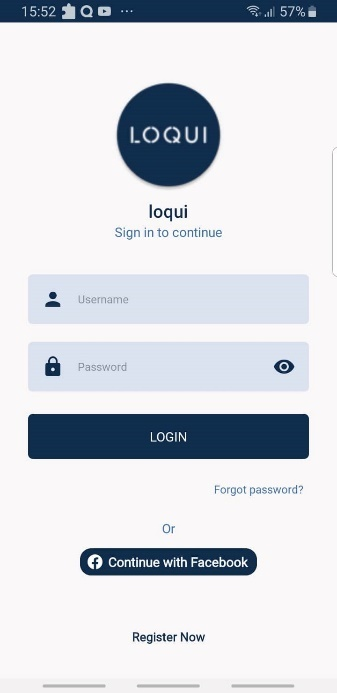 15:52 57%
LOQUI
loqui
Sign in to continue
Username
Password
LOGIN
Forgot password?
Or
Continue with Facebook
Register Now